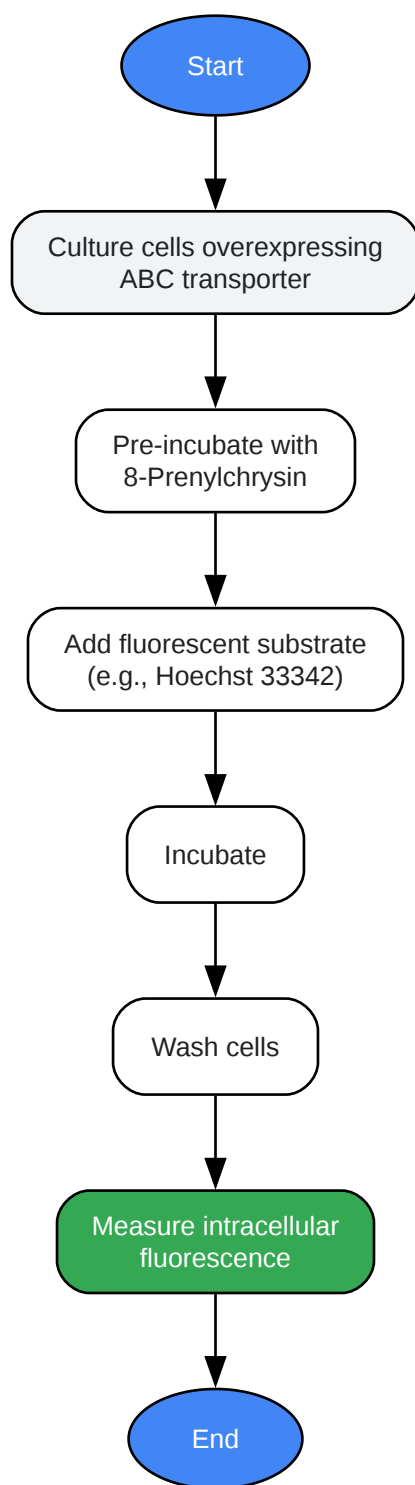 Start
Culture cells overexpressing
ABC transporter
Pre-incubate with
8-Prenylchrysin
Add fluorescent substrate
(e.g., Hoechst 33342)
Incubate
Wash cells
Measure intracellular
fluorescence
End